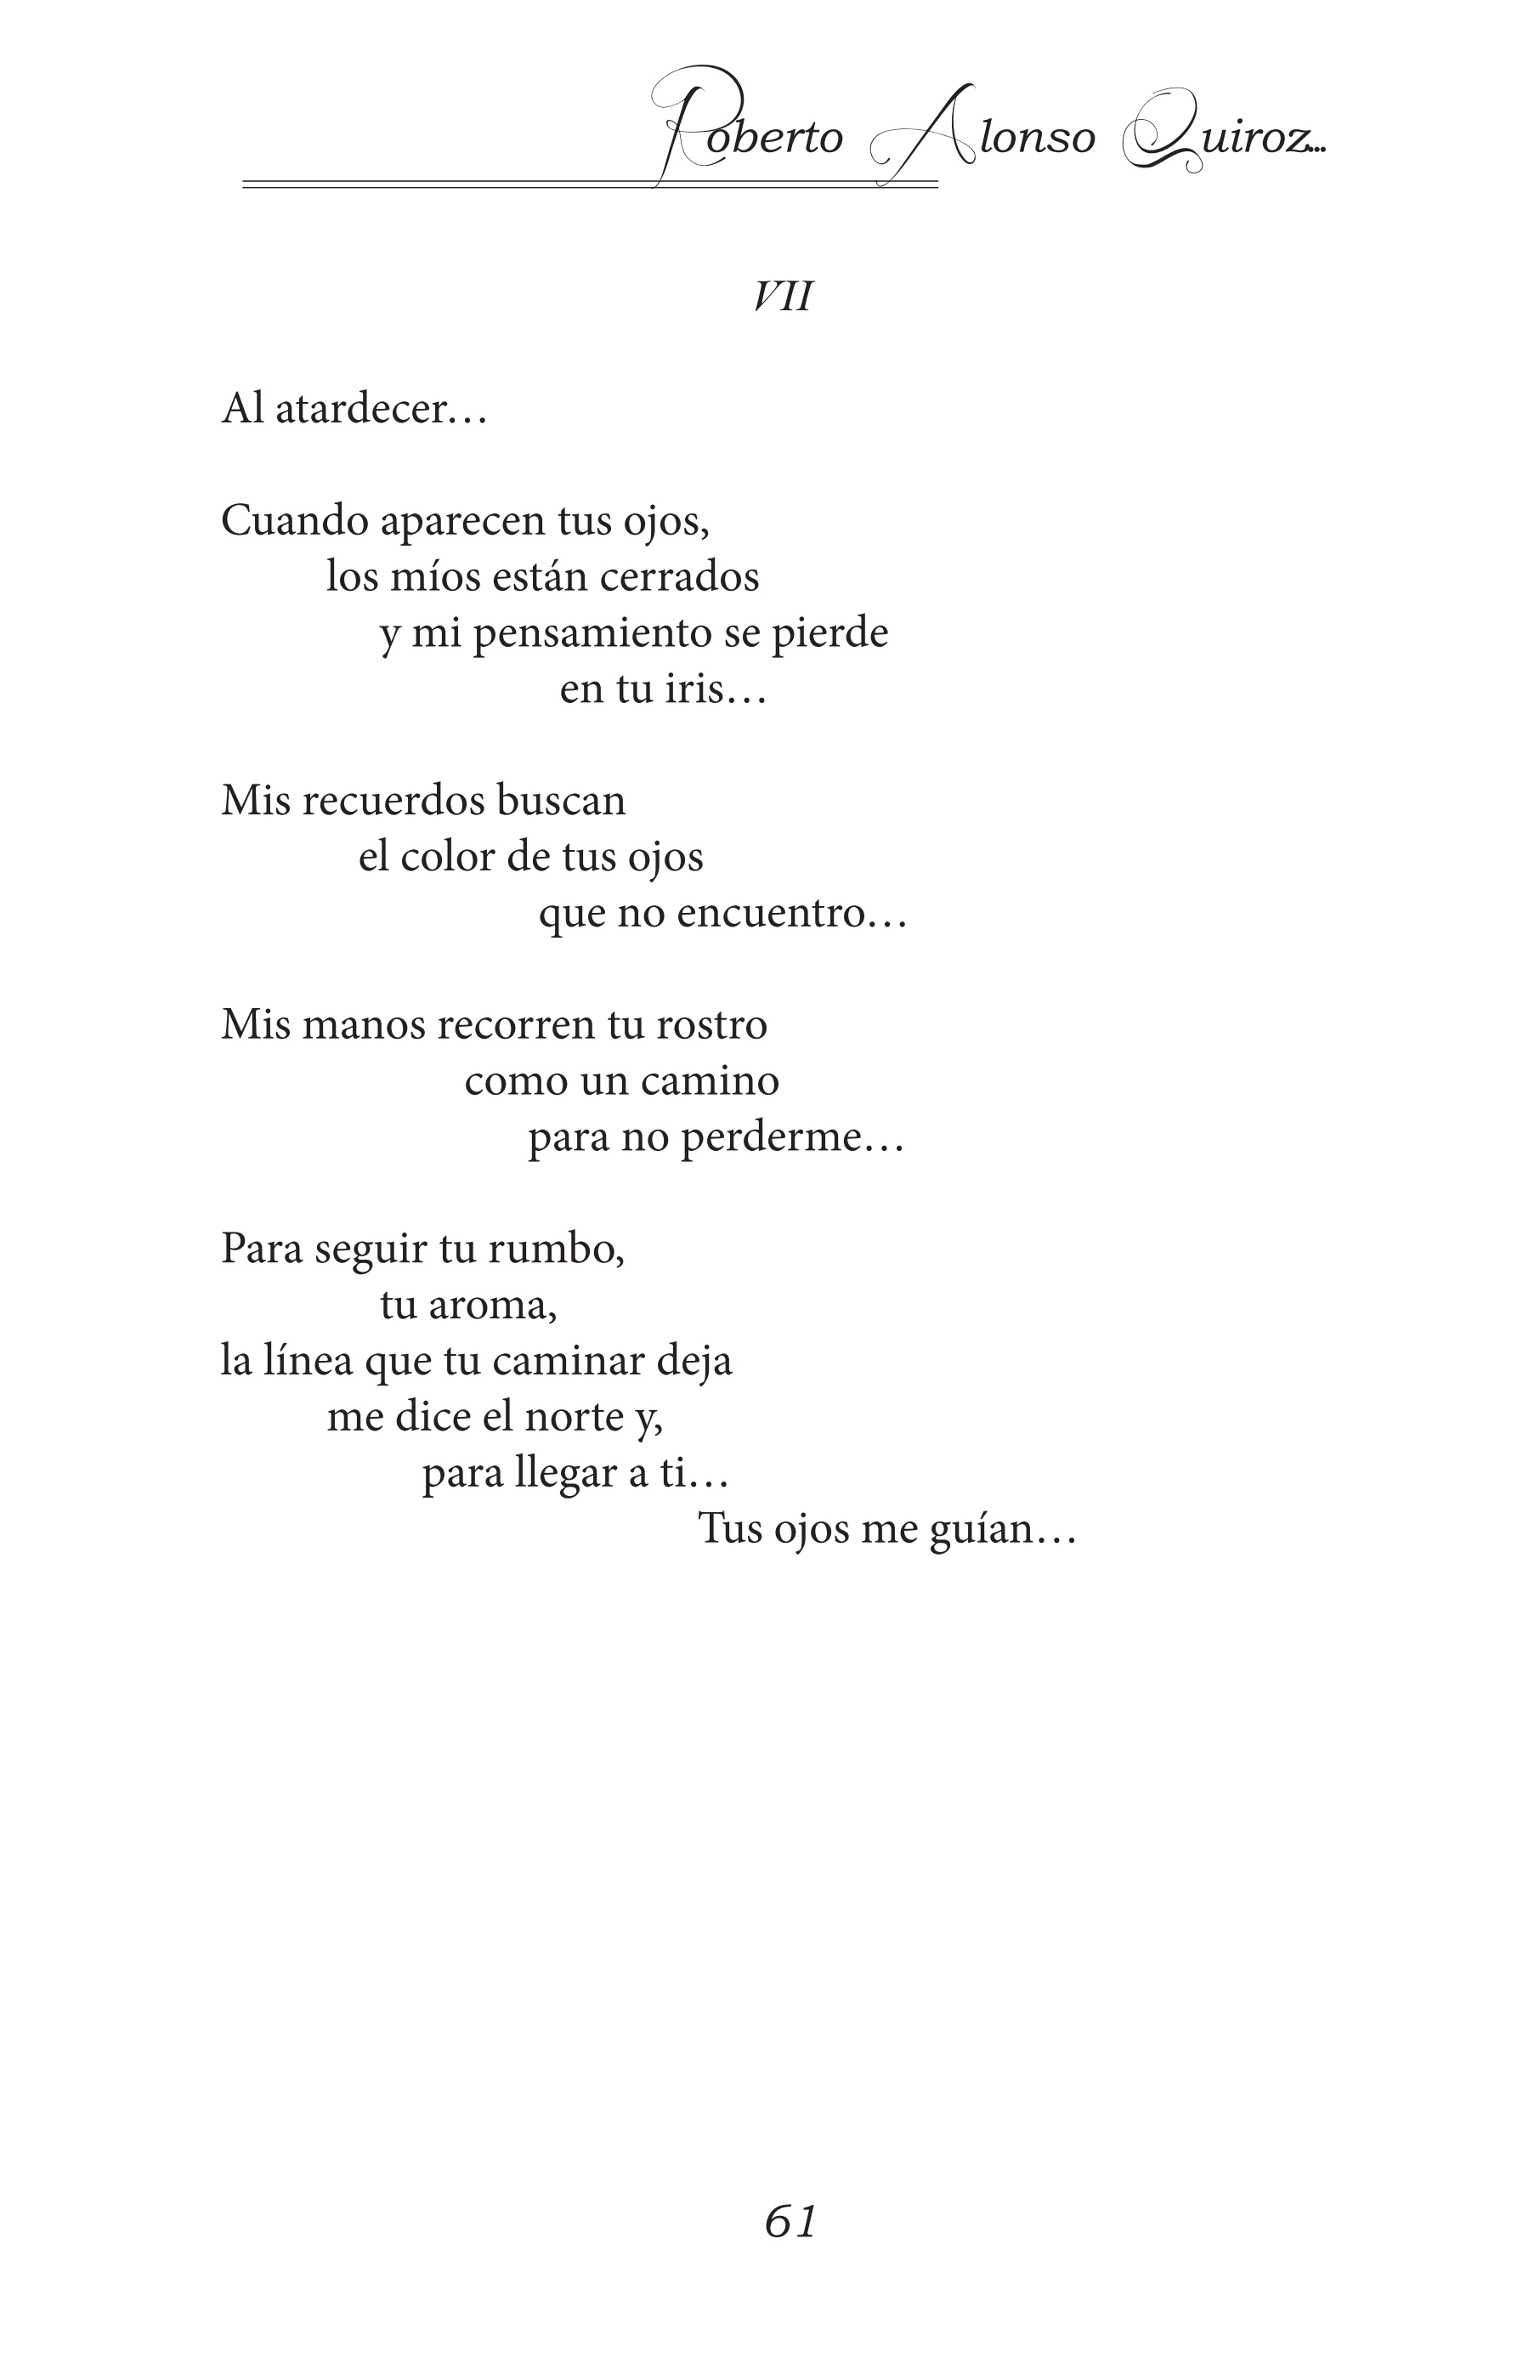 Roberto Alonso Quiroz...
VII
Al atardecer…
Cuando aparecen tus ojos,
los míos están cerrados
y mi pensamiento se pierde
en tu iris…
Mis recuerdos buscan
el color de tus ojos
que no encuentro…
Mis manos recorren tu rostro
como un camino
para no perderme…
Para seguir tu rumbo,
tu aroma,
la línea que tu caminar deja
me dice el norte y,
para llegar a ti…
Tus ojos me guían…
61